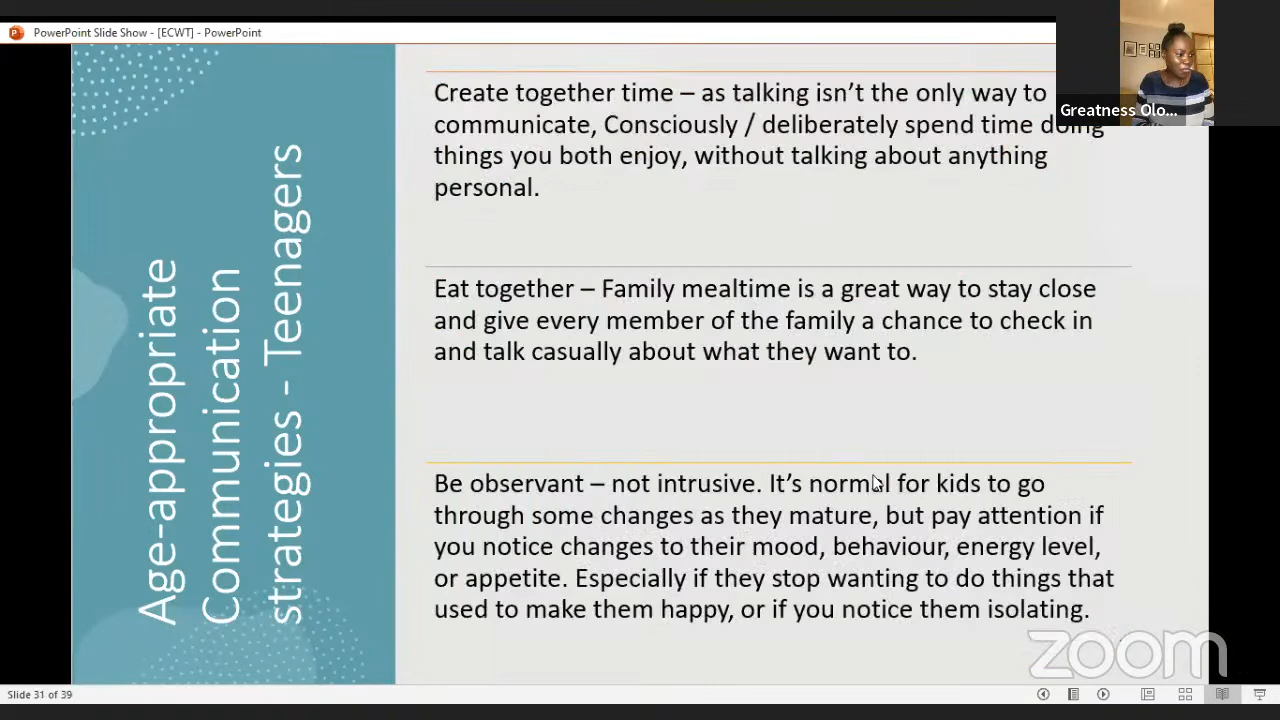 PowerPoint Slide Show - [ECWT] - PowerPoint
Greatness Olo...
Age-appropriate
Communication
strategies - Teenagers
Create together time – as talking isn’t the only way to
communicate, Consciously / deliberately spend time doing
things you both enjoy, without talking about anything
personal.
Eat together – Family mealtime is a great way to stay close
and give every member of the family a chance to check in
and talk casually about what they want to.
Be observant – not intrusive. It’s normal for kids to go
through some changes as they mature, but pay attention if
you notice changes to their mood, behaviour, energy level,
or appetite. Especially if they stop wanting to do things that
used to make them happy, or if you notice them isolating.
zoom
Slide 31 of 39